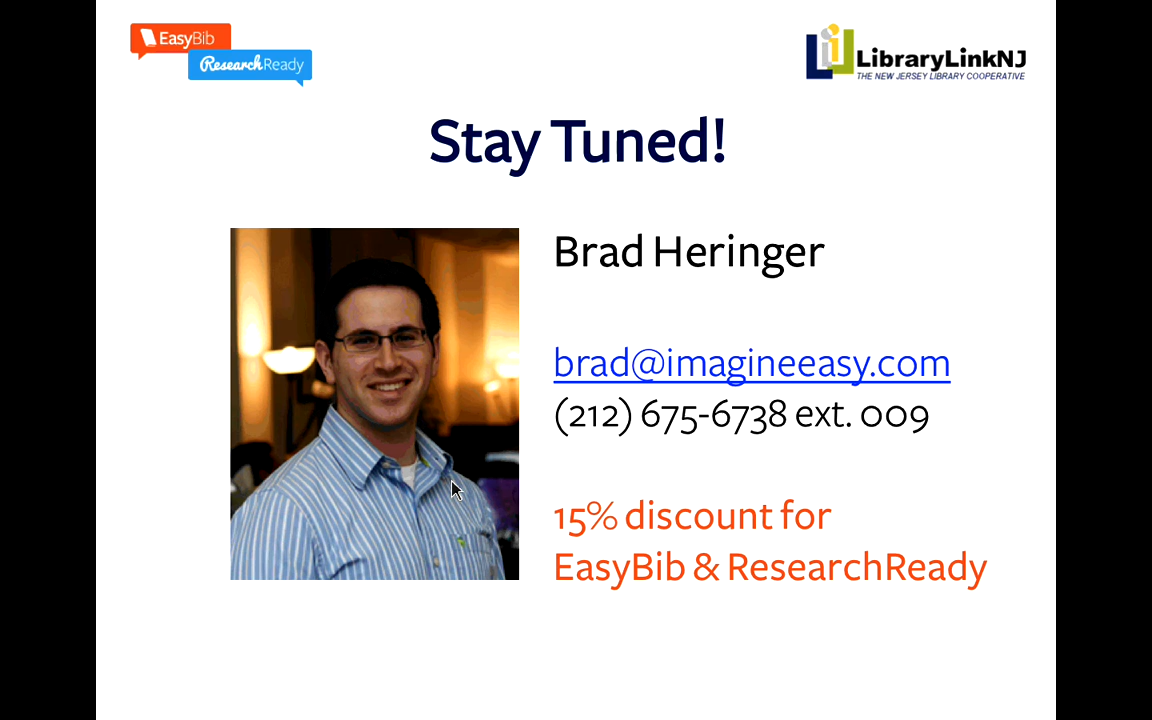 EasyBib
ResearchReady
LibraryLinkNJ
THE NEW JERSEY LIBRARY COOPERATIVE
Stay Tuned!
Brad Heringer
brad@imagineeasy.com
(212) 675-6738 ext. 009
15% discount for
EasyBib & ResearchReady